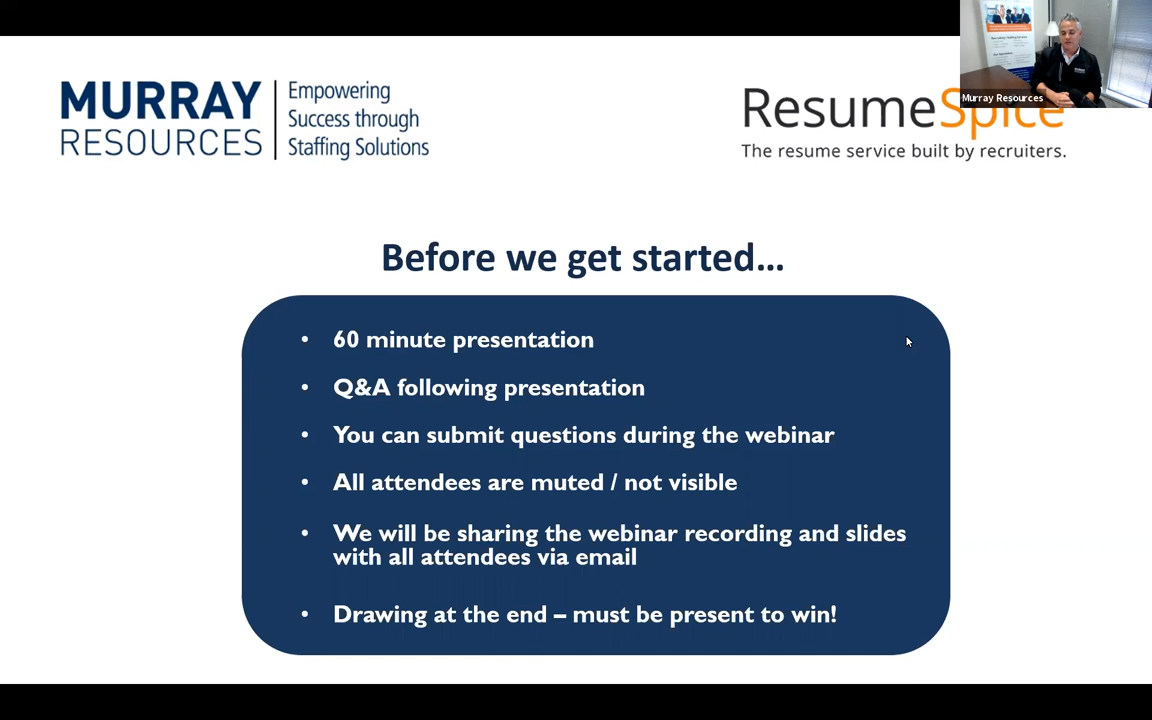 MURRAY
RESOURCES
Empowering
Success through
Staffing Solutions
ResumeSpice
The resume service built by recruiters.
Murray Resources
Before we get started...
• 60 minute presentation
• Q&A following presentation
• You can submit questions during the webinar
• All attendees are muted / not visible
• We will be sharing the webinar recording and slides
with all attendees via email
• Drawing at the end – must be present to win!